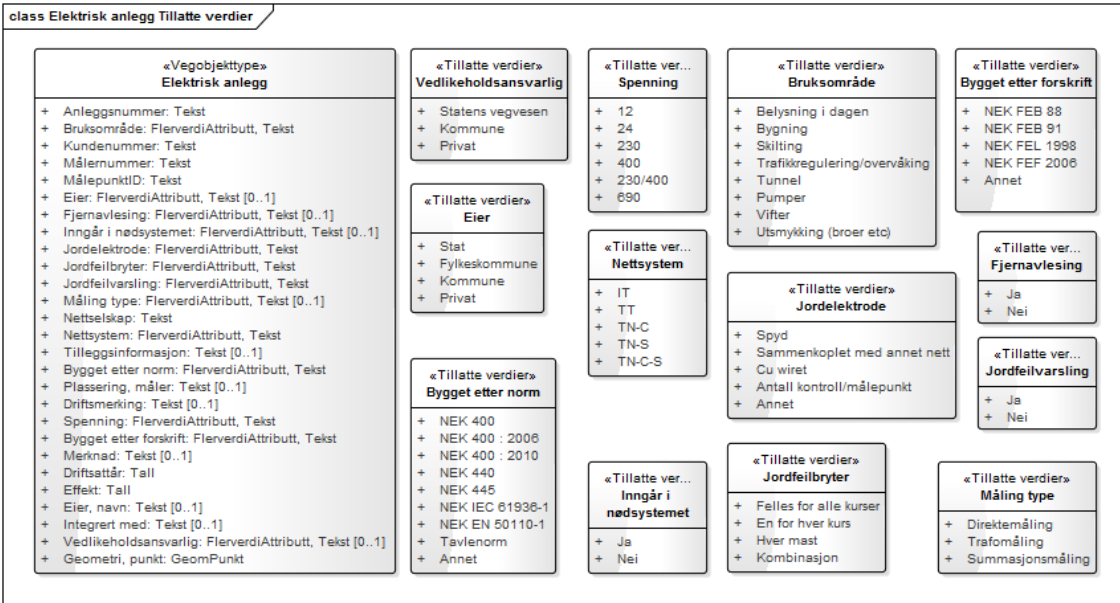 class Elektrisk anlegg Tillatte verdier
«Vegobjekttype»
Elektrisk anlegg
+ Anleggsnummer: Tekst
+ Bruksområde: FlerverdiAttributt, Tekst
+ Kundenummer: Tekst
+ Målernummer: Tekst
+ MålepunktID: Tekst
+ Eier: FlerverdiAttributt, Tekst [0..1]
+ Fjernavlesing: FlerverdiAttributt, Tekst [0..1]
+ Inngår i nødsystemet: FlerverdiAttributt, Tekst [0..1]
+ Jordelektrode: FlerverdiAttributt, Tekst
+ Jordfeilbryter: FlerverdiAttributt, Tekst
+ Jordfeilvarsling: FlerverdiAttributt, Tekst
+ Måling type: FlerverdiAttributt, Tekst [0..1]
+ Nettselskap: Tekst
+ Nettsystem: FlerverdiAttributt, Tekst
+ Tilleggsinformasjon: Tekst [0..1]
+ Bygget etter norm: FlerverdiAttributt, Tekst
+ Plassering, måler: Tekst [0..1]
+ Driftsmerking: Tekst [0..1]
+ Spenning: FlerverdiAttributt, Tekst
+ Bygget etter forskrift: FlerverdiAttributt, Tekst
+ Merknad: Tekst [0..1]
+ Driftsattår: Tall
+ Effekt: Tall
+ Eier, navn: Tekst [0..1]
+ Integrert med: Tekst [0..1]
+ Vedlikeholdsansvarlig: FlerverdiAttributt, Tekst [0..1]
+ Geometri, punkt: GeomPunkt
«Tillatte verdier»
Vedlikeholdsansvarlig
+ Statens vegvesen
+ Kommune
+ Privat
«Tillatte verdier»
Eier
+ Stat
+ Fylkeskommune
+ Kommune
+ Privat
«Tillatte verdier»
Bygget etter norm
+ NEK 400
+ NEK 400 : 2006
+ NEK 400 : 2010
+ NEK 440
+ NEK 445
+ NEK IEC 61936-1
+ NEK EN 50110-1
+ Tavlenorm
+ Annet
«Tillatte ver...
Spenning
+ 12
+ 24
+ 230
+ 400
+ 230/400
+ 690
«Tillatte ver...
Nettsystem
+ IT
+ TT
+ TN-C
+ TN-S
+ TN-C-S
«Tillatte ver...
Inngår i
nødsystemet
+ Ja
+ Nei
«Tillatte verdier»
Bruksområde
+ Belysning i dagen
+ Bygning
+ Skilting
+ Trafikkregulering/overvåking
+ Tunnel
+ Pumper
+ Vifter
+ Utsmykking (broer etc)
«Tillatte verdier»
Jordelektrode
+ Spyd
+ Sammenkoplet med annet nett
+ Cu wiret
+ Antall kontroll/målepunkt
+ Annet
«Tillatte verdier»
Jordfeilbryter
+ Felles for alle kurser
+ En for hver kurs
+ Hver mast
+ Kombinasjon
«Tillatte verdier»
Bygget etter forskrift
+ NEK FEB 88
+ NEK FEB 91
+ NEK FEL 1998
+ NEK FEF 2006
+ Annet
«Tillatte ver...
Fjernavlesing
+ Ja
+ Nei
«Tillatte ver...
Jordfeilvarsling
+ Ja
+ Nei
«Tillatte verdier»
Måling type
+ Direktemåling
+ Trafomåling
+ Summasjonsmåling